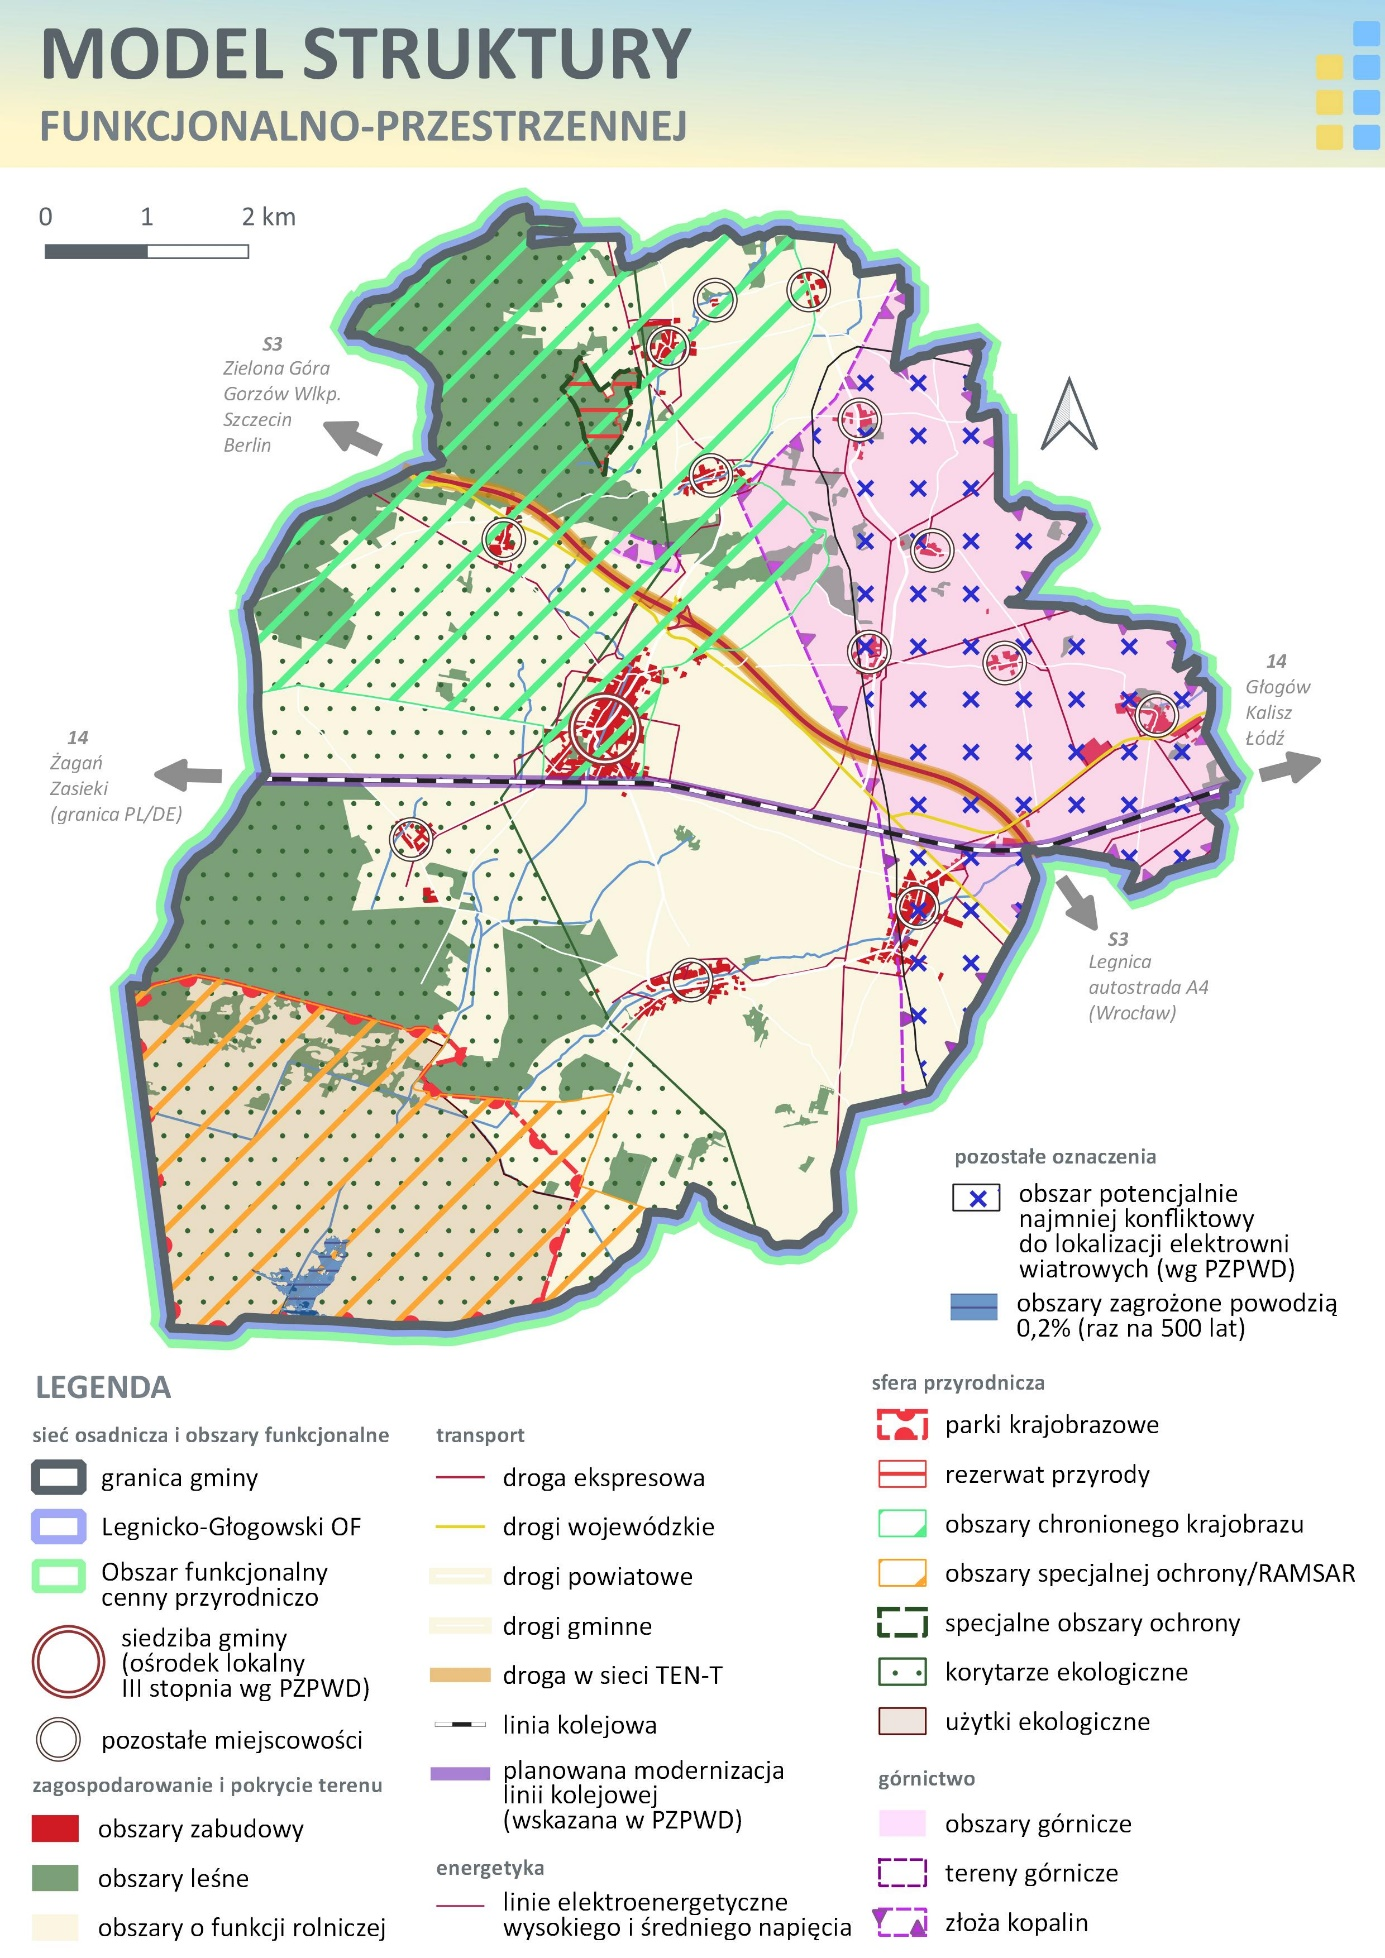 MODEL STRUKTURY
FUNKCJONALNO-PRZESTRZENNEJ
0 1 2 km
S3
Zielona Góra
Gorzów Wlkp.
Szczecin
Berlin
14
Żagań
Zasieki
(granica PL/DE)
14
Głogów
Kalisz
Łódź
S3
Legnica
autostrada A4
(Wrocław)
pozostałe oznaczenia
obszar potencjalnie
najmniej konfliktowy
do lokalizacji elektrowni
wiatrowych (wg PZPWD)
obszary zagrożone powodzią
0,2% (raz na 500 lat)
LEGENDA
sieć osadnicza i obszary funkcjonalne
granica gminy
Legnicko-Głogowski OF
Obszar funkcjonalny
cenny przyrodniczo
siedziba gminy
(ośrodek lokalny
III stopnia wg PZPWD)
pozostałe miejscowości
zagospodarowanie i pokrycie terenu
obszary zabudowy
obszary leśne
obszary o funkcji rolniczej
transport
droga ekspresowa
drogi wojewódzkie
drogi powiatowe
drogi gminne
droga w sieci TEN-T
linia kolejowa
planowana modernizacja
linii kolejowej
(wskazana w PZPWD)
energetyka
linie elektroenergetyczne
wysokiego i średniego napięcia
sfera przyrodnicza
parki krajobrazowe
rezerwat przyrody
obszary chronionego krajobrazu
obszary specjalnej ochrony/RAMSAR
specjalne obszary ochrony
korytarze ekologiczne
użytki ekologiczne
górnictwo
obszary górnicze
tereny górnicze
złoża kopalin